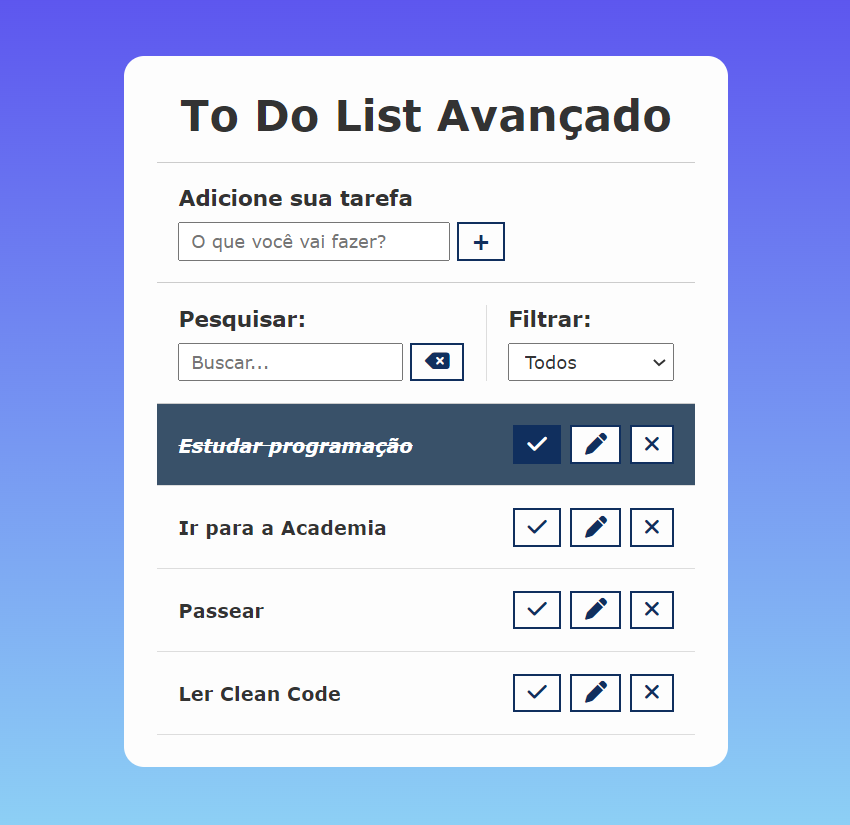 To Do List Avançado
Adicione sua tarefa
O que você vai fazer?
+
Pesquisar:
Filtrar:
Buscar...
Todos
Estudar programação
Ir para a Academia
Passear
Ler Clean Code